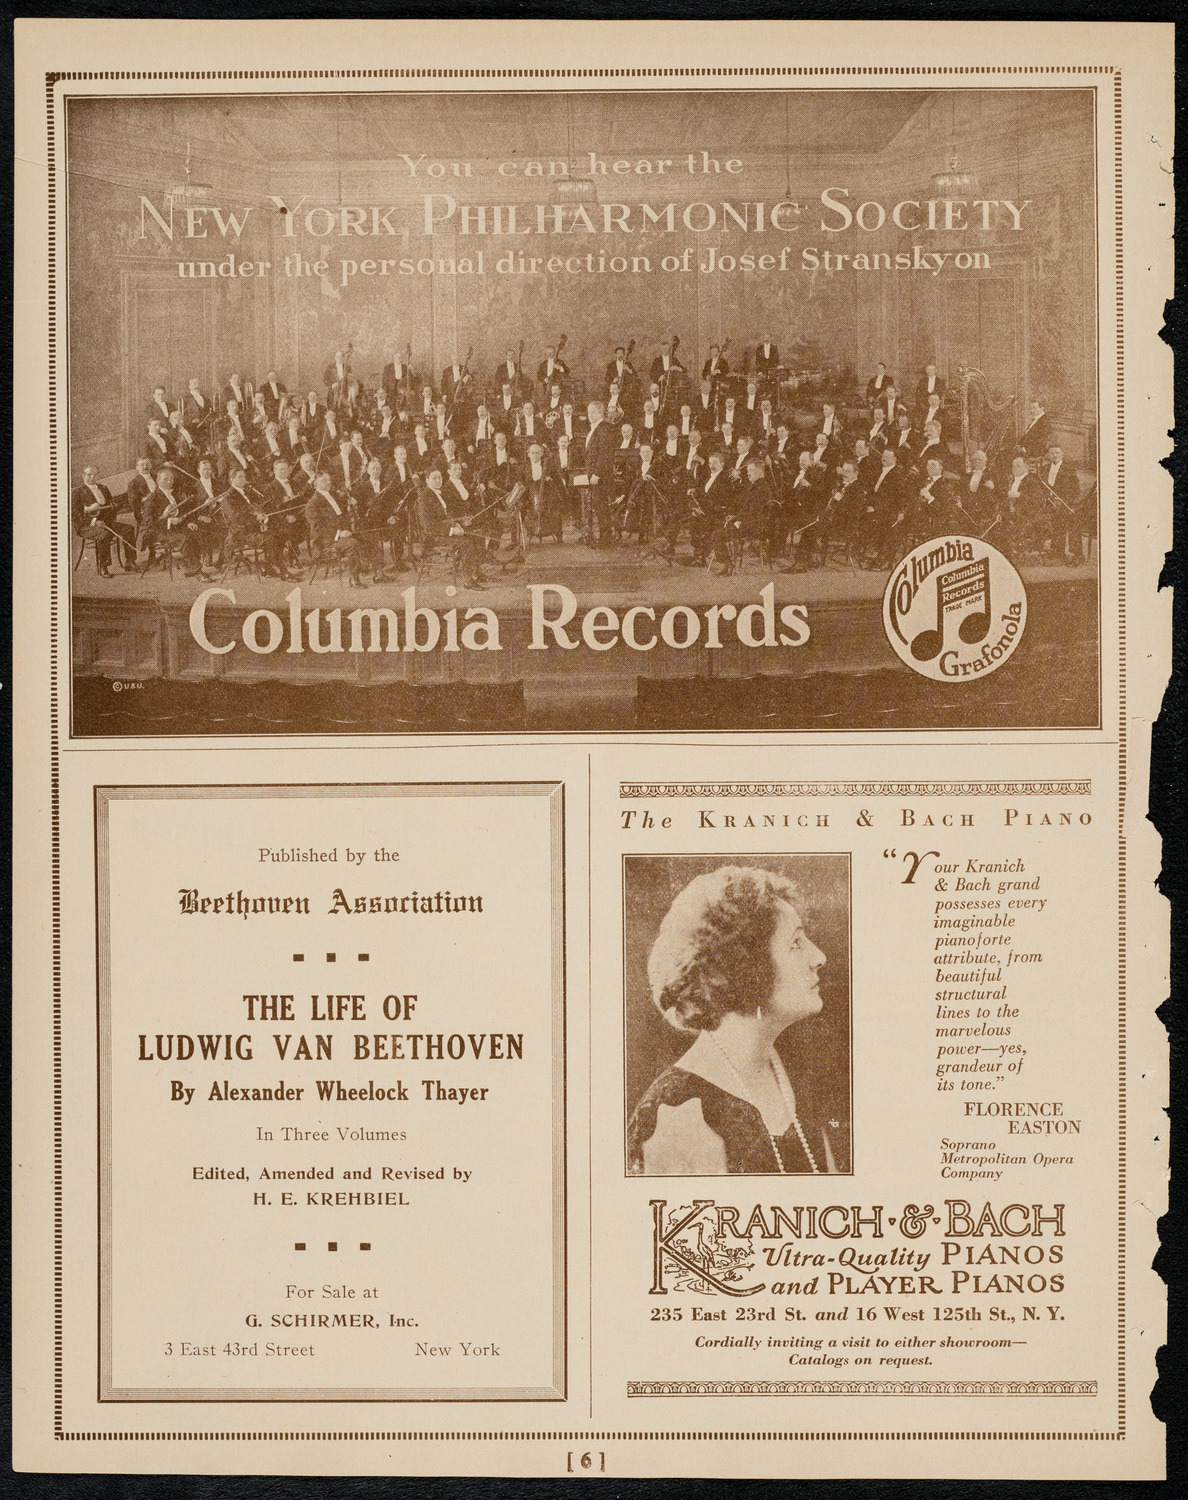 You can hear the
NEW YORK PHILHARMONIC SOCIETY
under the personal direction of Josef Stransky on
Columbia Records
Columbia
Columbia
Records
TRADE MARK
Grafonola
© U & U.
Published by the
Beethoven Association
THE LIFE OF
LUDWIG VAN BEETHOVEN
By Alexander Wheelock Thayer
In Three Volumes
Edited, Amended and Revised by
H. E. KREHBIEL
For Sale at
G. SCHIRMER, Inc.
3 East 43rd Street New York
The KRANICH & BACH PIANO
“Your Kranich
& Bach grand
possesses every
imaginable
pianoforte
attribute, from
beautiful
structural
lines to the
marvelous
power—yes,
grandeur of
its tone.”
FLORENCE
EASTON
Soprano
Metropolitan Opera
Company
KRANICH·&·BACH
Ultra-Quality PIANOS
and PLAYER PIANOS
235 East 23rd St. and 16 West 125th St., N. Y.
Cordially inviting a visit to either showroom—
Catalogs on request.
[ 6 ]